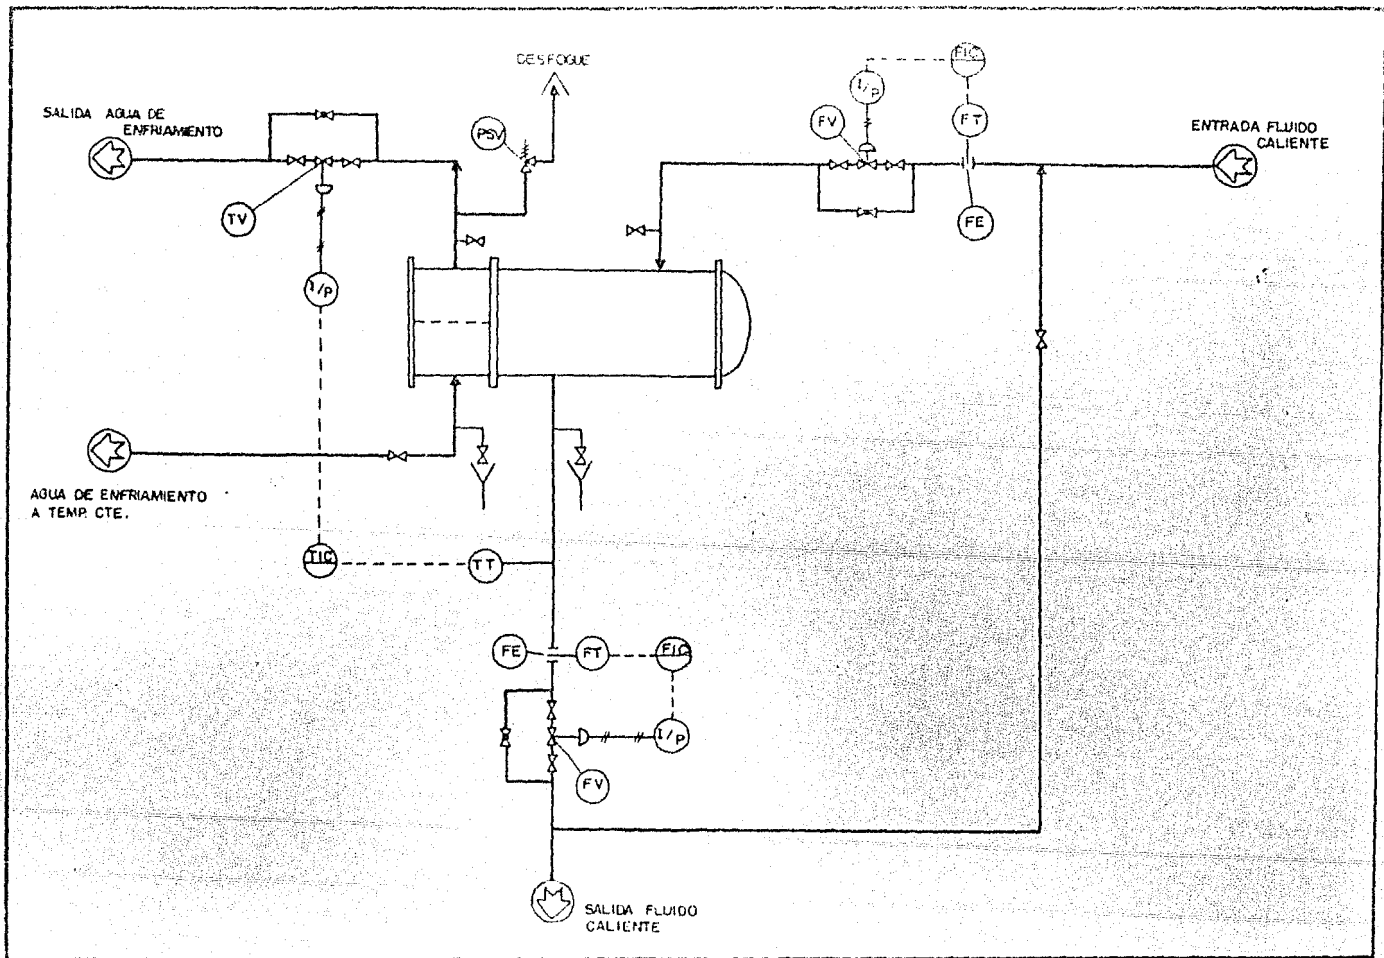 DESFOGUE
FIC
I/P
SALIDA AGUA DE
ENFRIAMIENTO
PSV
FV
FT
ENTRADA FLUIDO
CALIENTE
TV
FE
I/P
AGUA DE ENFRIAMIENTO
A TEMP. CTE.
TIC
TT
FE
FT
FIC
I/P
FV
SALIDA FLUIDO
CALIENTE